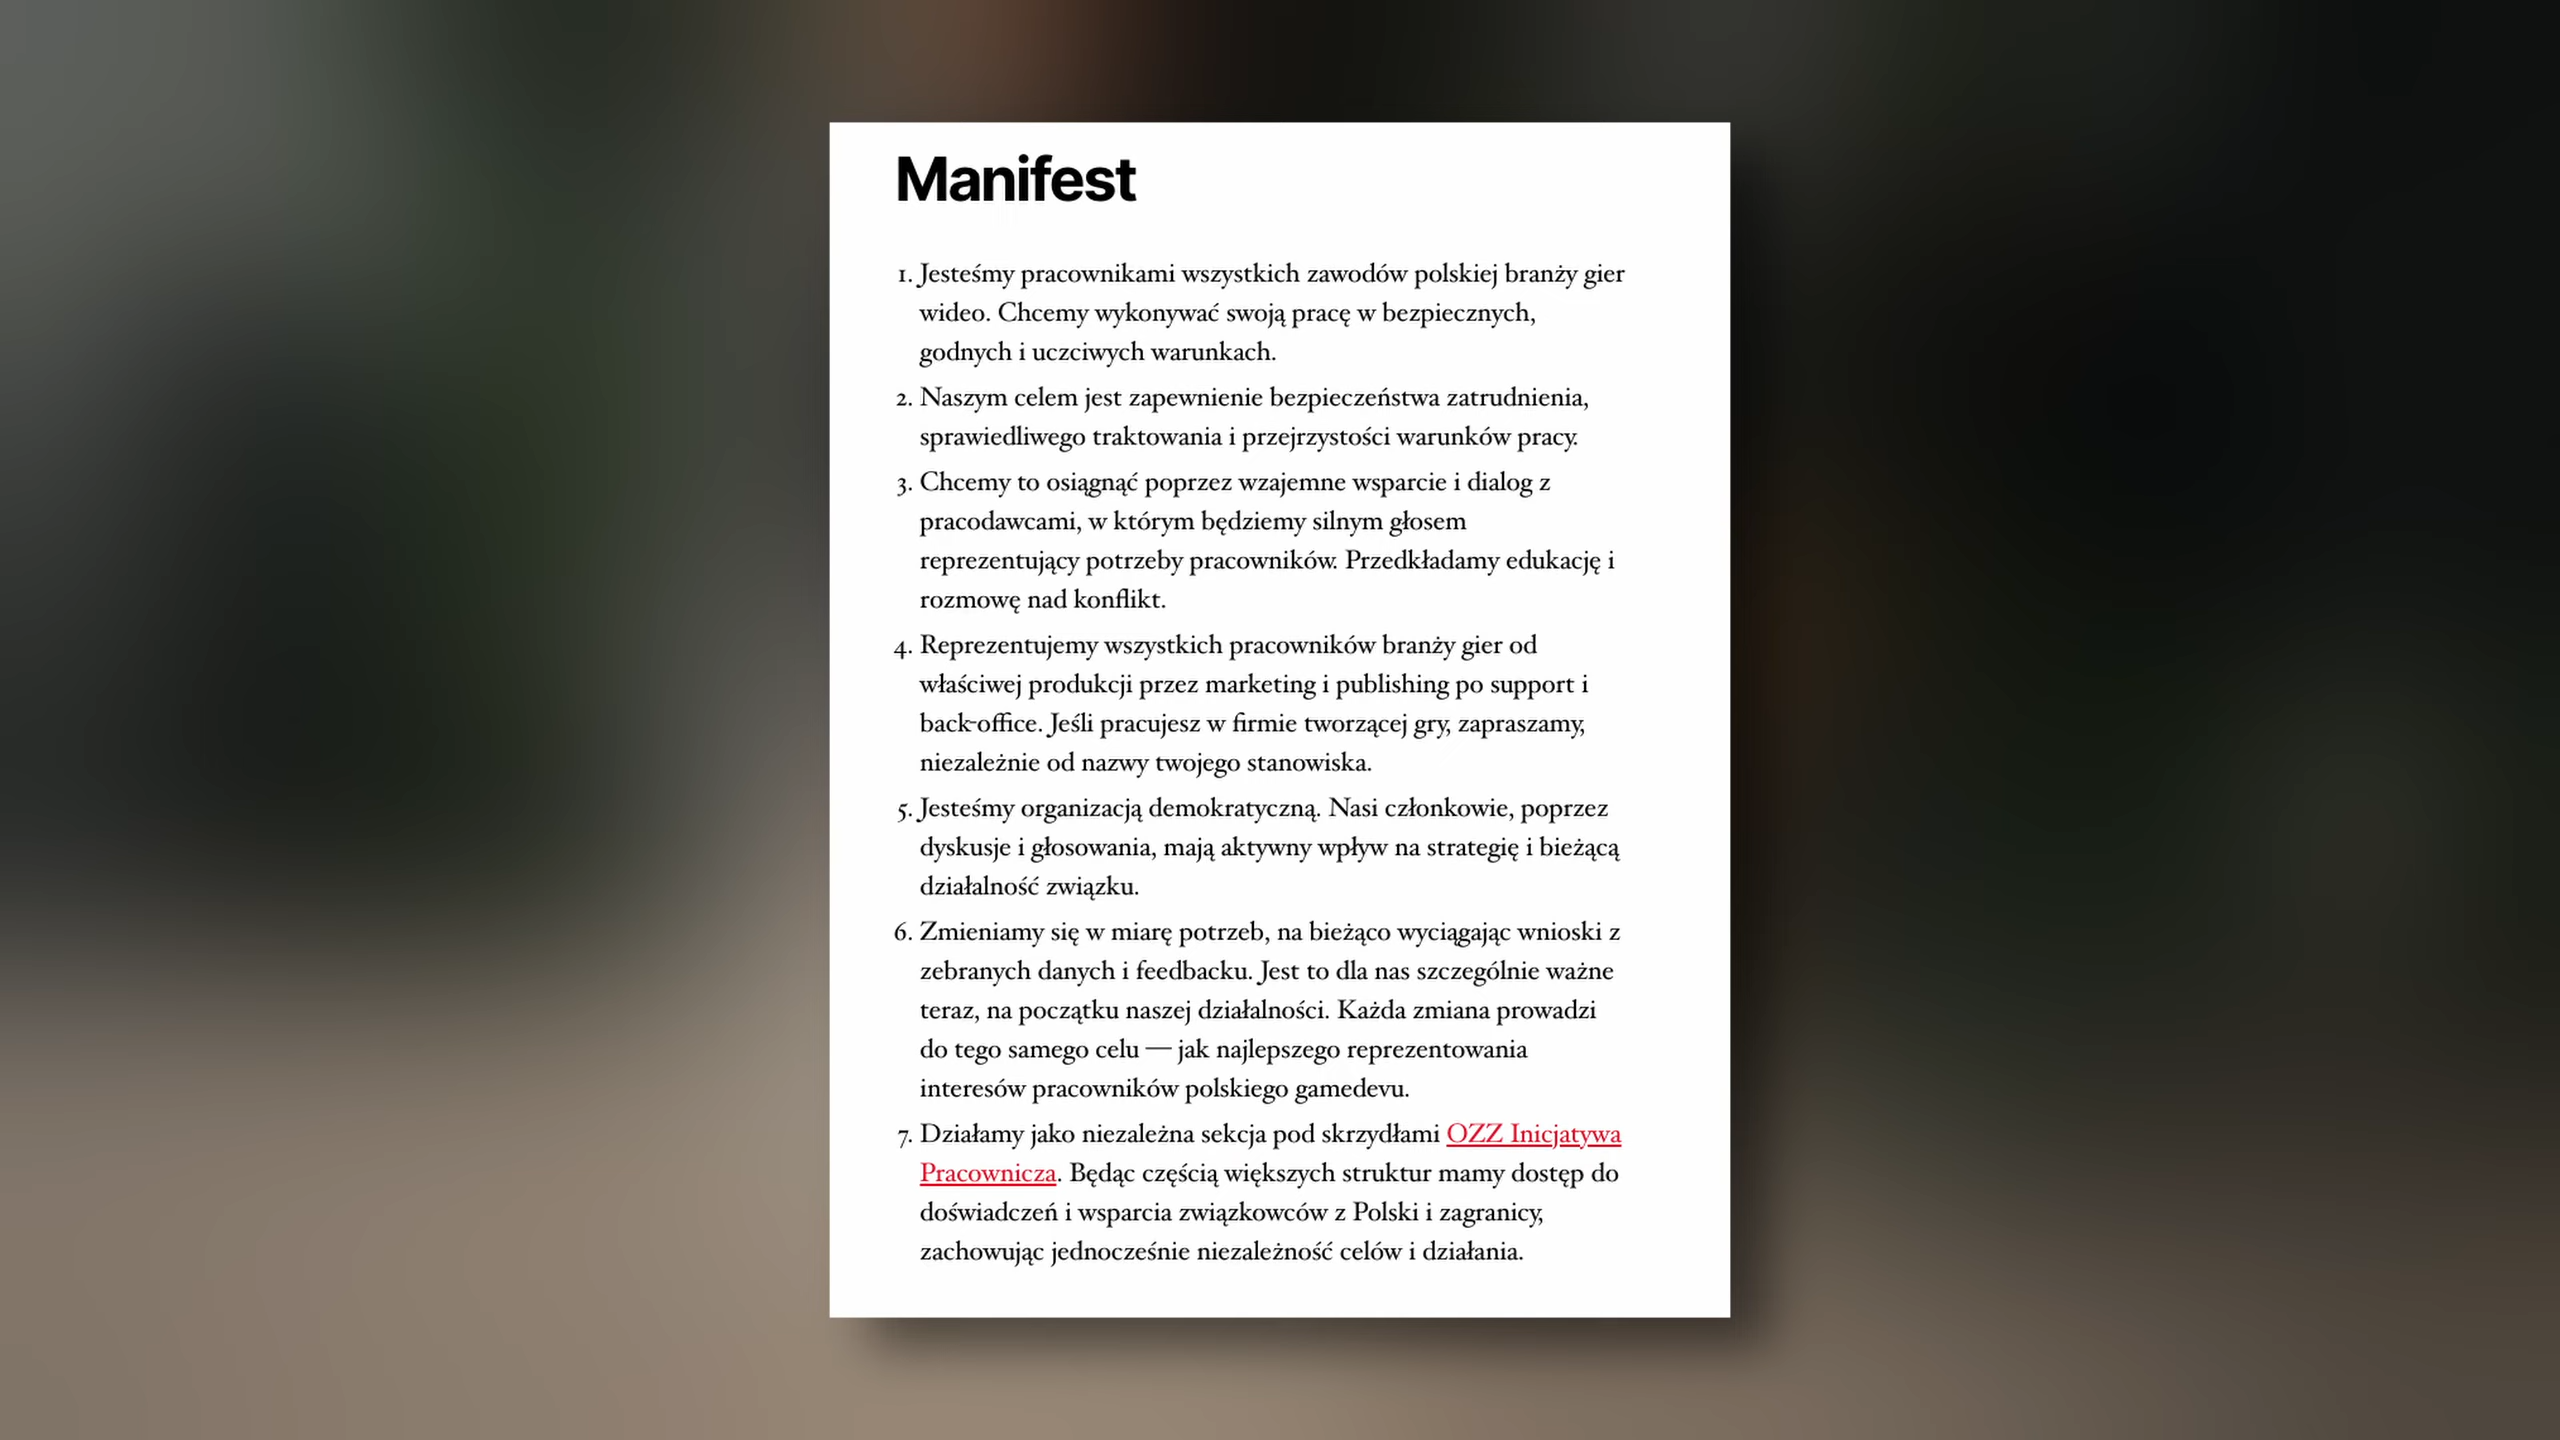 Manifest
1. Jesteśmy pracownikami wszystkich zawodów polskiej branży gier
wideo. Chcemy wykonywać swoją pracę w bezpiecznych,
godnych i uczciwych warunkach.
2. Naszym celem jest zapewnienie bezpieczeństwa zatrudnienia,
sprawiedliwego traktowania i przejrzystości warunków pracy.
3. Chcemy to osiągnąć poprzez wzajemne wsparcie i dialog z
pracodawcami, w którym będziemy silnym głosem
reprezentujący potrzeby pracowników. Przedkładamy edukację i
rozmowę nad konflikt.
4. Reprezentujemy wszystkich pracowników branży gier od
właściwej produkcji przez marketing i publishing po support i
back-office. Jeśli pracujesz w firmie tworzącej gry, zapraszamy,
niezależnie od nazwy twojego stanowiska.
5. Jesteśmy organizacją demokratyczną. Nasi członkowie, poprzez
dyskusje i głosowania, mają aktywny wpływ na strategię i bieżącą
działalność związku.
6. Zmieniamy się w miarę potrzeb, na bieżąco wyciągając wnioski z
zebranych danych i feedbacku. Jest to dla nas szczególnie ważne
teraz, na początku naszej działalności. Każda zmiana prowadzi
do tego samego celu — jak najlepszego reprezentowania
interesów pracowników polskiego gamedevu.
7. Działamy jako niezależna sekcja pod skrzydłami OZZ Inicjatywa
Pracownicza. Będąc częścią większych struktur mamy dostęp do
doświadczeń i wsparcia związkowców z Polski i zagranicy,
zachowując jednocześnie niezależność celów i działania.